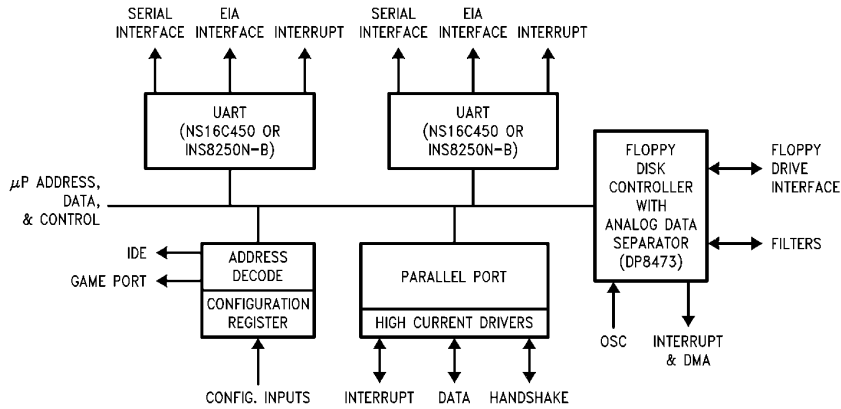 SERIAL
INTERFACE
EIA
INTERFACE
INTERRUPT
SERIAL
INTERFACE
EIA
INTERFACE
INTERRUPT
UART
(NS16C450 OR
INS8250N-B)
UART
(NS16C450 OR
INS8250N-B)
FLOPPY
DISK
CONTROLLER
WITH
ANALOG DATA
SEPARATOR
(DP8473)
FLOPPY
DRIVE
INTERFACE
FILTERS
μP ADDRESS,
DATA,
& CONTROL
IDE
GAME PORT
ADDRESS
DECODE
CONFIGURATION
REGISTER
PARALLEL PORT
HIGH CURRENT DRIVERS
OSC
INTERRUPT
& DMA
CONFIG. INPUTS
INTERRUPT
DATA
HANDSHAKE